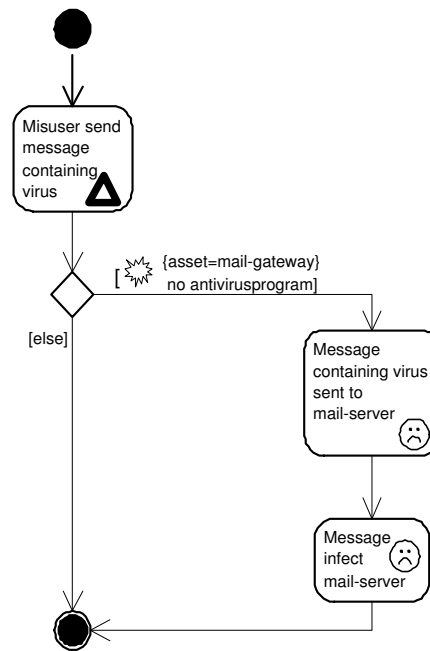 Misuser send
message
containing
virus
{asset=mail-gateway}
[ no antivirusprogram]
[else]
Message
containing virus
sent to
mail-server
Message
infect
mail-server